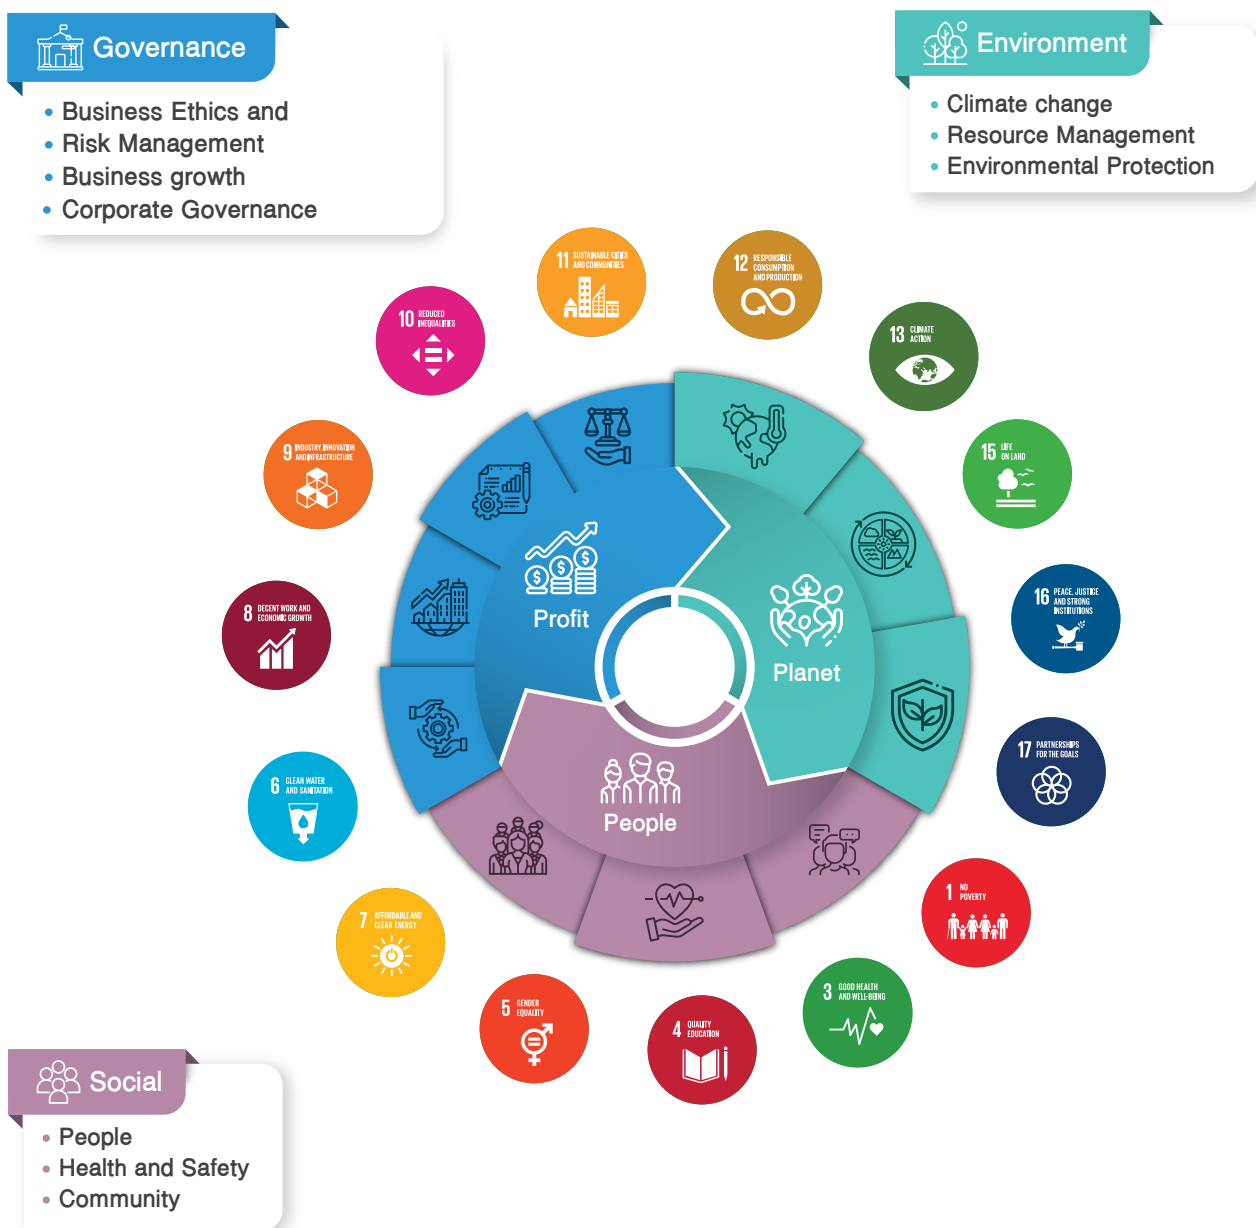 Governance
• Business Ethics and
• Risk Management
• Business growth
• Corporate Governance
Environment
• Climate change
• Resource Management
• Environmental Protection
11 SUSTAINABLE CITIES
AND COMMUNITIES
12 RESPONSIBLE
CONSUMPTION
AND PRODUCTION
10 REDUCED
INEQUALITIES
13 CLIMATE
ACTION
9 INDUSTRY, INNOVATION
AND INFRASTRUCTURE
15 LIFE
ON LAND
8 DECENT WORK AND
ECONOMIC GROWTH
16 PEACE, JUSTICE
AND STRONG
INSTITUTIONS
Profit
Planet
People
6 CLEAN WATER
AND SANITATION
17 PARTNERSHIPS
FOR THE GOALS
7 AFFORDABLE AND
CLEAN ENERGY
1 NO
POVERTY
5 GENDER
EQUALITY
4 QUALITY
EDUCATION
3 GOOD HEALTH
AND WELL-BEING
Social
• People
• Health and Safety
• Community